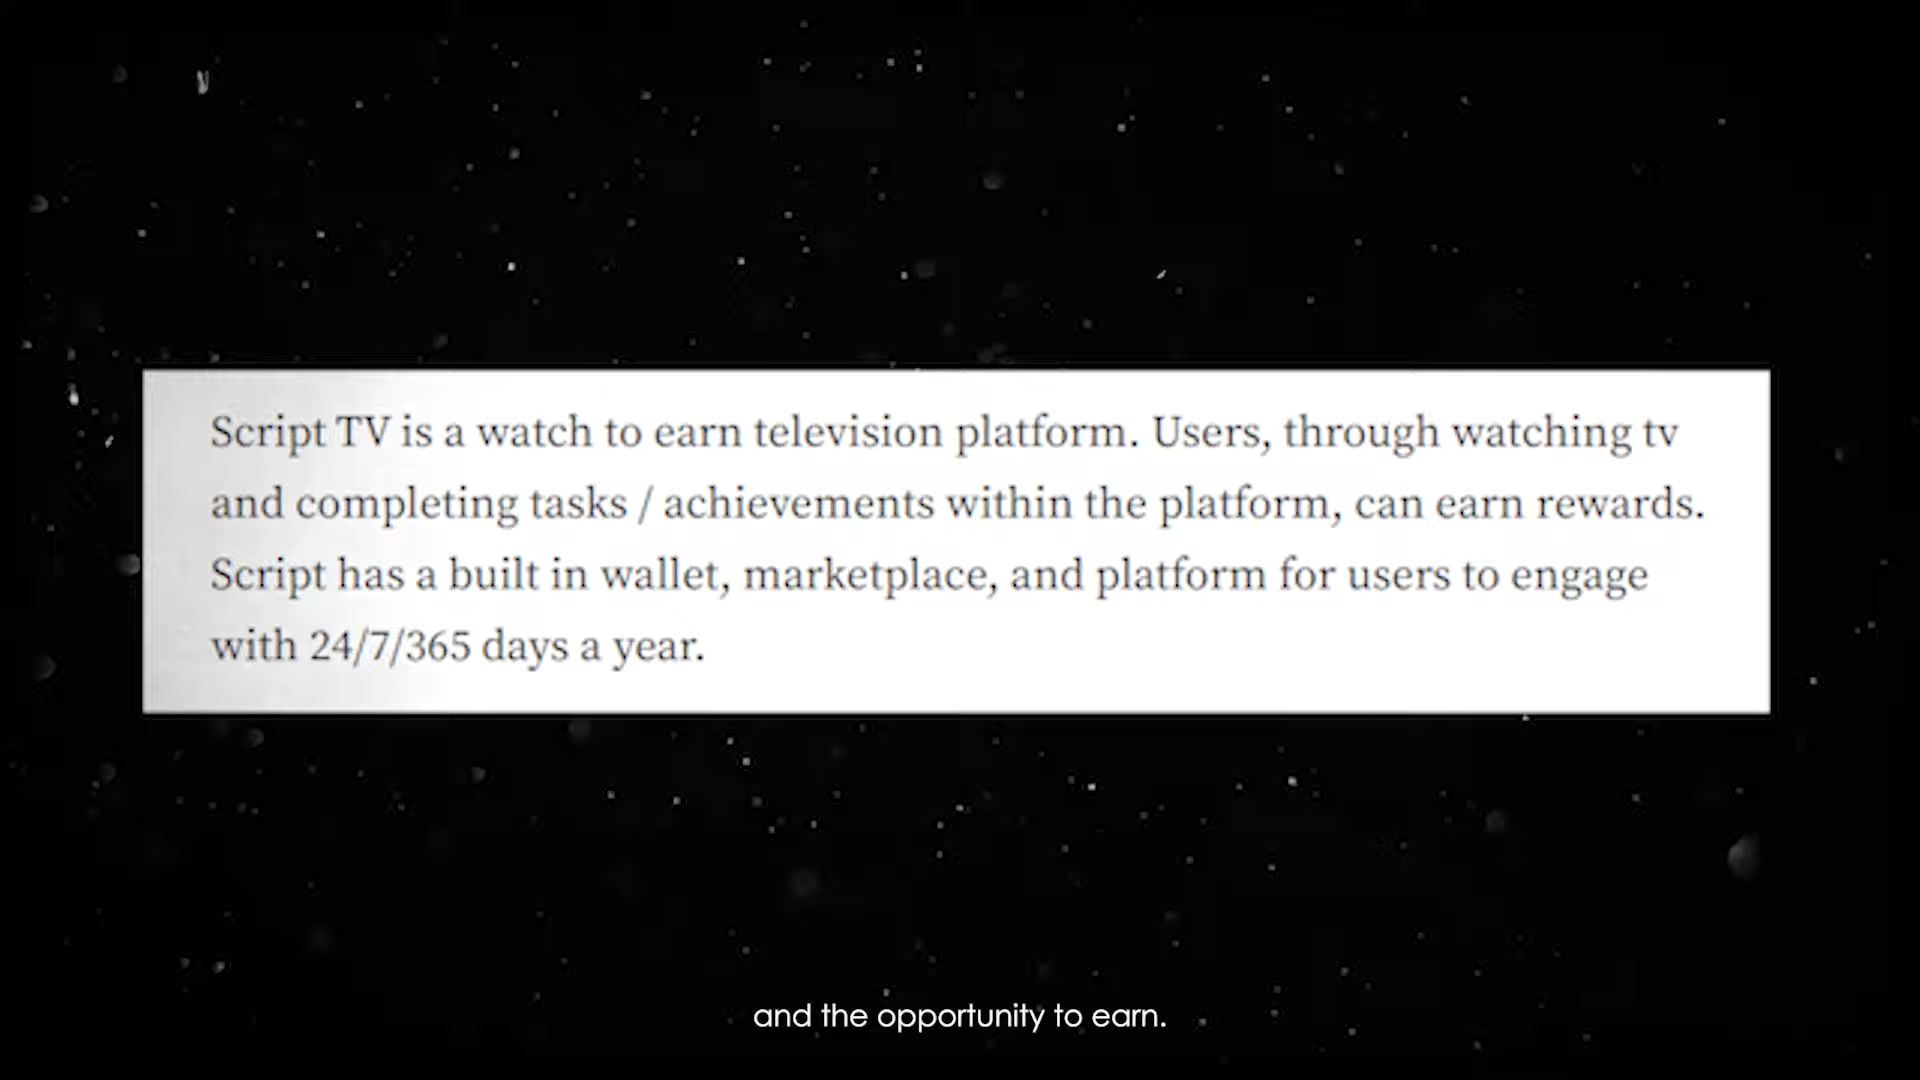 Script TV is a watch to earn television platform. Users, through watching tv
and completing tasks / achievements within the platform, can earn rewards.
Script has a built in wallet, marketplace, and platform for users to engage
with 24/7/365 days a year.
and the opportunity to earn.